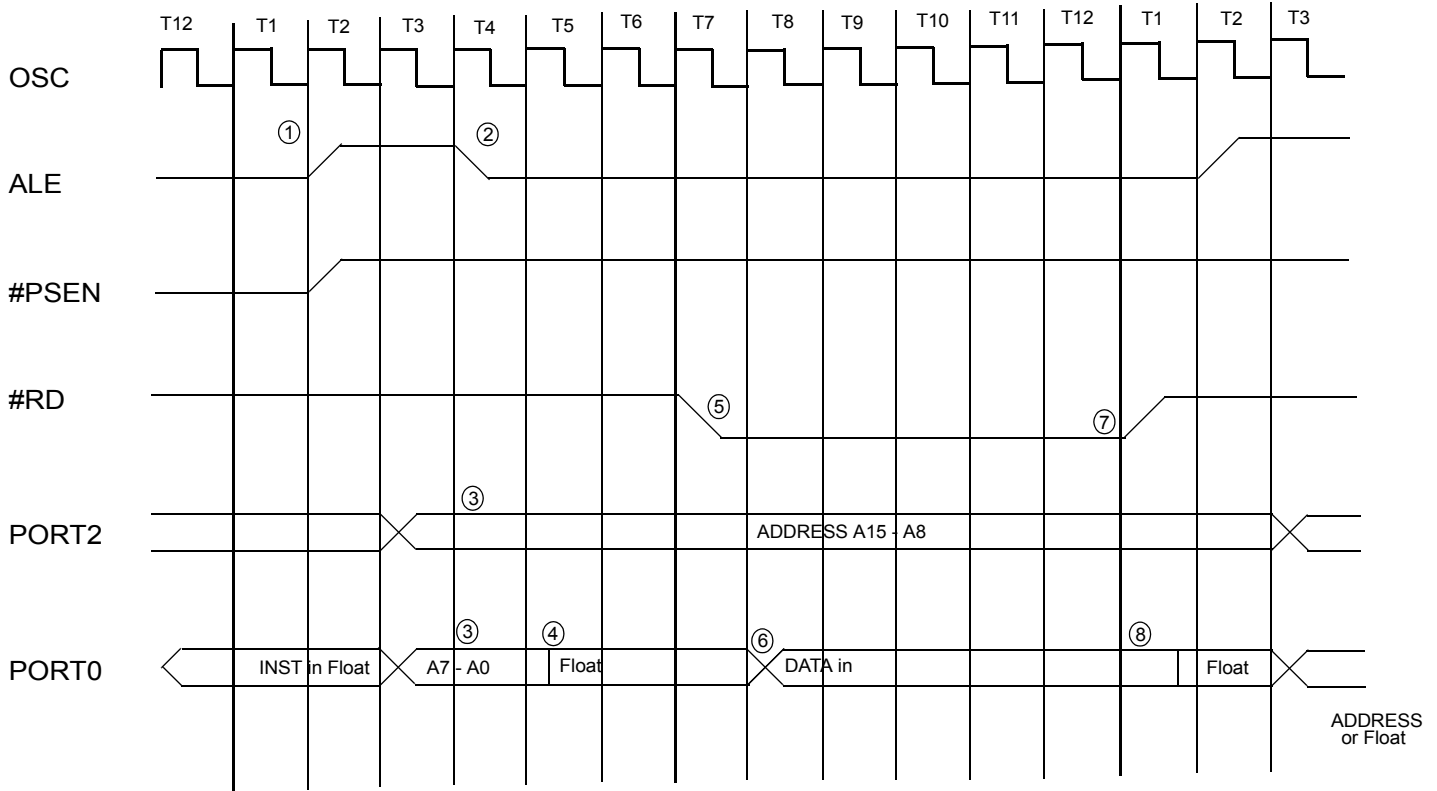 T12 T1 T2 T3 T4 T5 T6 T7 T8 T9 T10 T11 T12 T1 T2 T3
OSC
① ②
ALE
#PSEN
#RD
⑤ ⑦
③
PORT2
ADDRESS A15 - A8
③ ④ ⑥ ⑧
PORT0
INST in Float A7 - A0 Float DATA in Float
ADDRESS
or Float